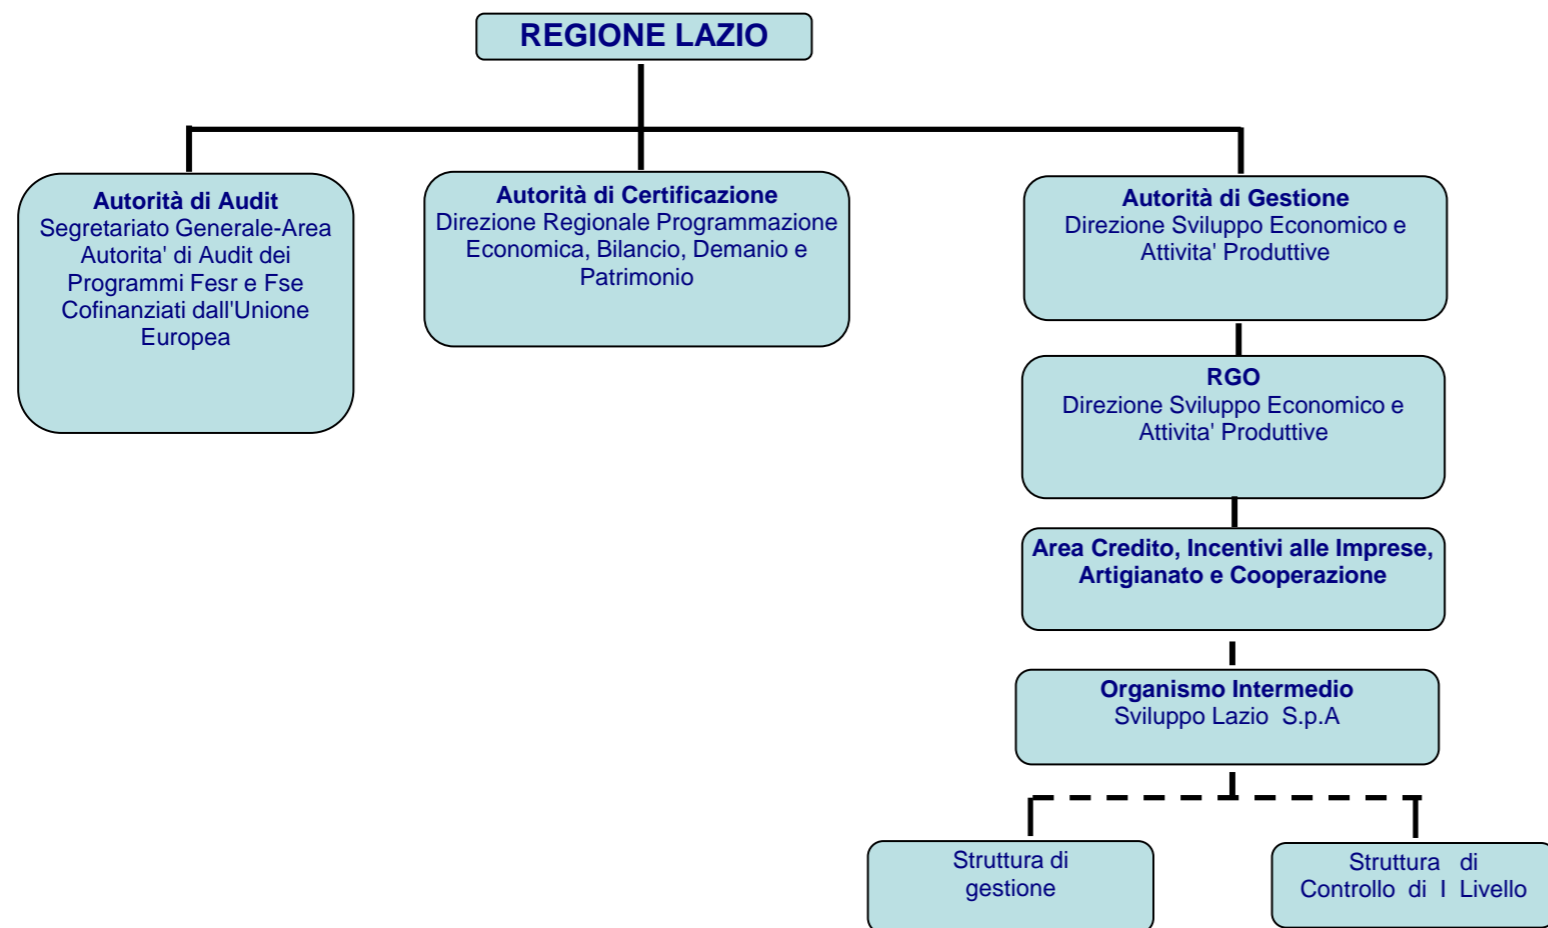 REGIONE LAZIO
Autorità di Audit
Segretariato Generale-Area
Autorita' di Audit dei
Programmi Fesr e Fse
Cofinanziati dall'Unione
Europea
Autorità di Certificazione
Direzione Regionale Programmazione
Economica, Bilancio, Demanio e
Patrimonio
Autorità di Gestione
Direzione Sviluppo Economico e
Attivita' Produttive
RGO
Direzione Sviluppo Economico e
Attivita' Produttive
Area Credito, Incentivi alle Imprese,
Artigianato e Cooperazione
Organismo Intermedio
Sviluppo Lazio S.p.A
Struttura di
gestione
Struttura di
Controllo di I Livello